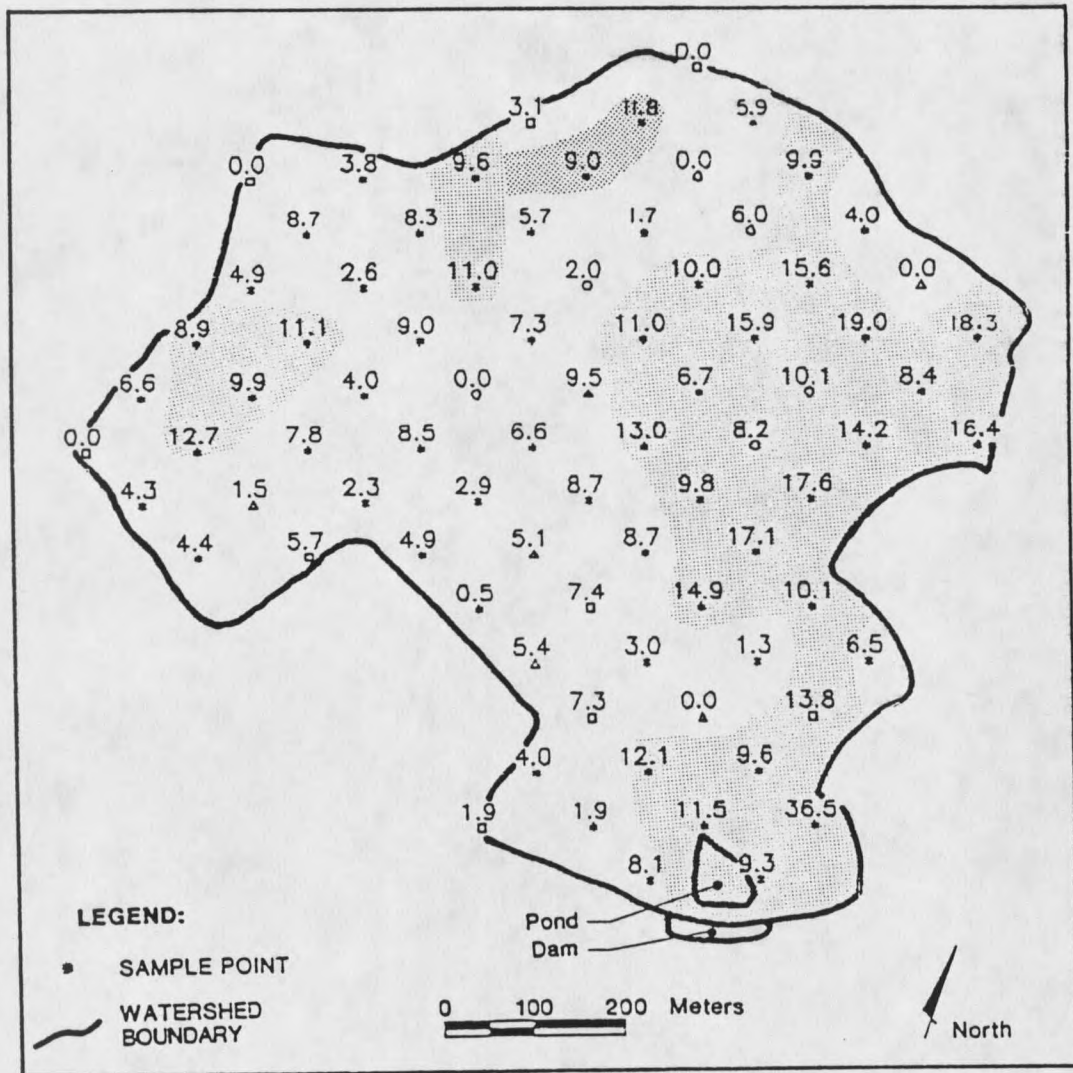 0.0
3.1 11.8 5.9
0.0 3.8 9.6 9.0 0.0 9.9
8.7 8.3 5.7 1.7 6.0 4.0
4.9 2.6 11.0 2.0 10.0 15.6 0.0
8.9 11.1 9.0 7.3 11.0 15.9 19.0 18.3
6.6 9.9 4.0 0.0 9.5 6.7 10.1 8.4
0.0 12.7 7.8 8.5 6.6 13.0 8.2 14.2 16.4
4.3 1.5 2.3 2.9 8.7 9.8 17.6
4.4 5.7 4.9 5.1 8.7 17.1
0.5 7.4 14.9 10.1
5.4 3.0 1.3 6.5
7.3 0.0 13.8
4.0 12.1 9.6
1.9 1.9 11.5 36.5
8.1 9.3
Pond
Dam
LEGEND:
SAMPLE POINT
WATERSHED
BOUNDARY
0 100 200 Meters
North